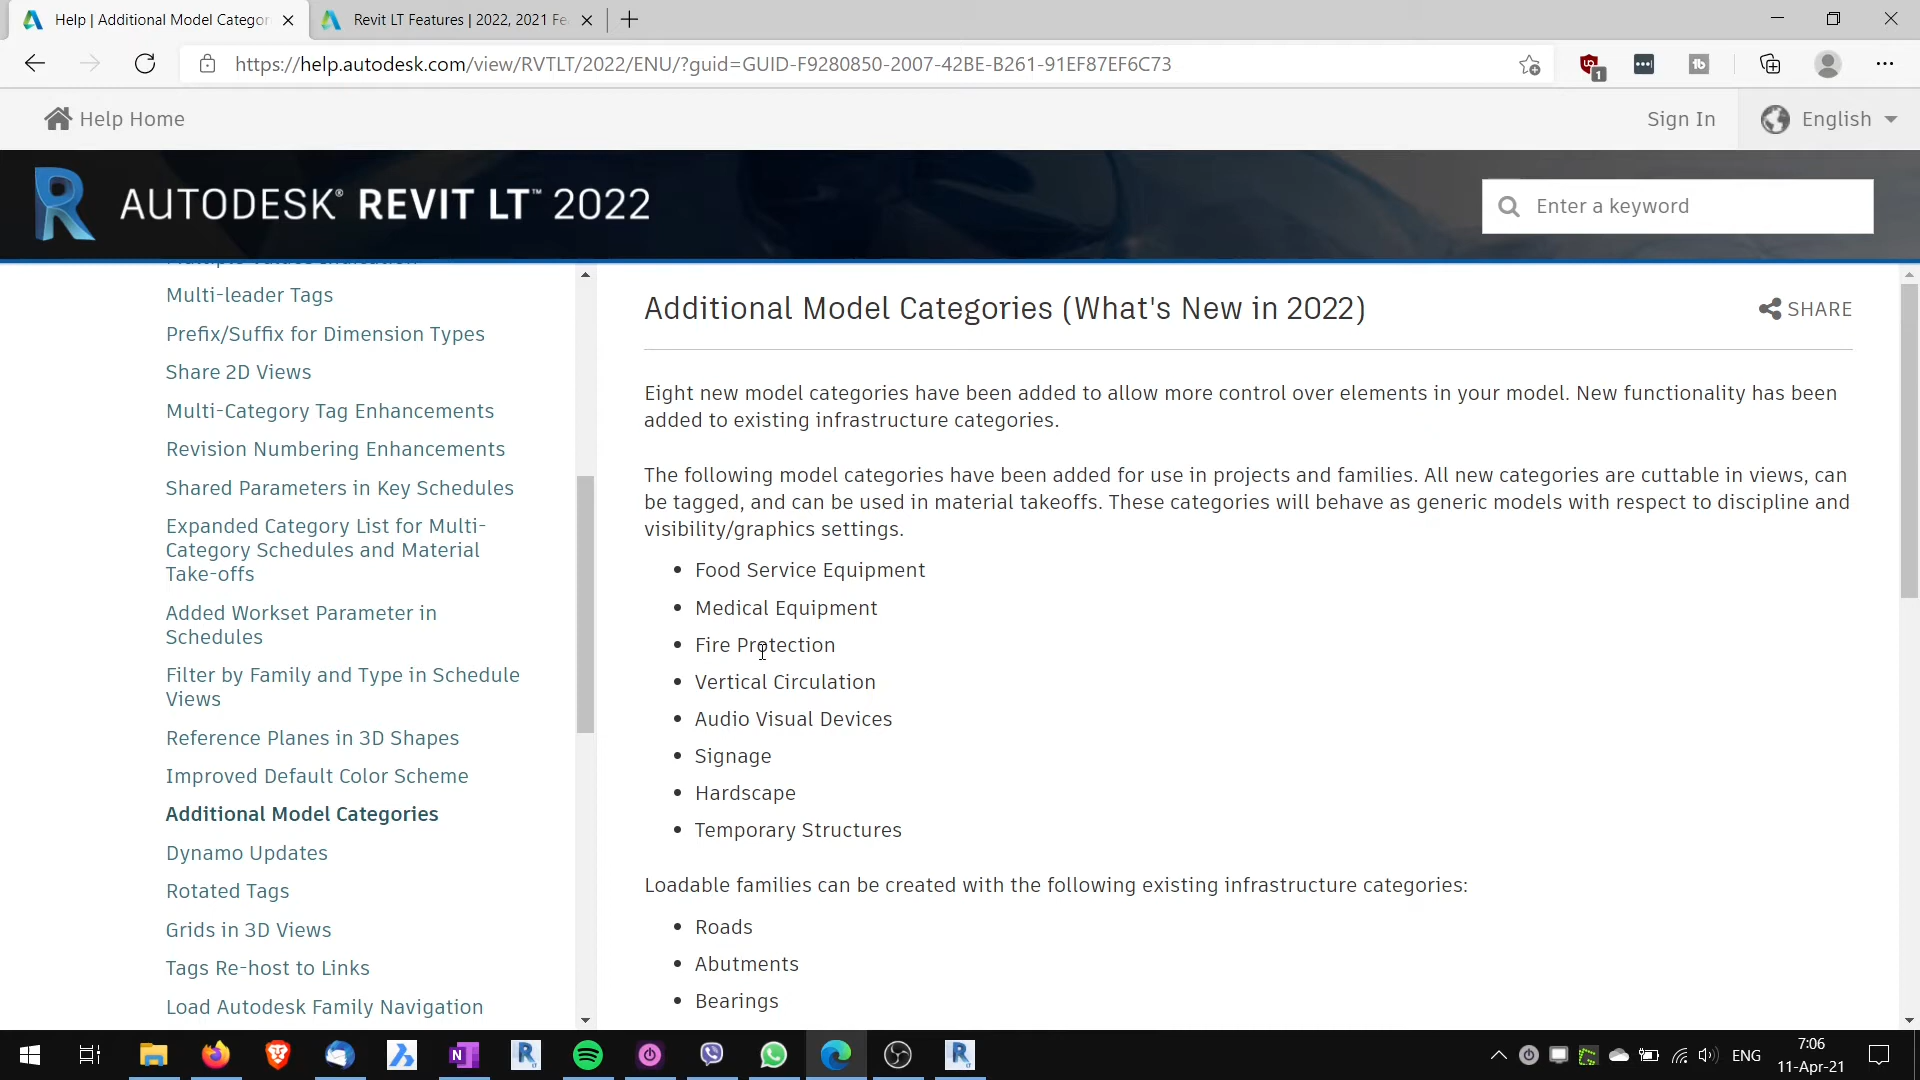 Help | Additional Model Categor
Revit LT Features | 2022, 2021 Fe
https://help.autodesk.com/view/RVTLT/2022/ENU/?guid=GUID-F9280850-2007-42BE-B261-91EF87EF6C73
1
Help Home
Sign In
English
AUTODESK® REVIT LT™ 2022
Enter a keyword
Multi-leader Tags
Prefix/Suffix for Dimension Types
Share 2D Views
Multi-Category Tag Enhancements
Revision Numbering Enhancements
Shared Parameters in Key Schedules
Expanded Category List for Multi-
Category Schedules and Material
Take-offs
Added Workset Parameter in
Schedules
Filter by Family and Type in Schedule
Views
Reference Planes in 3D Shapes
Improved Default Color Scheme
Additional Model Categories
Dynamo Updates
Rotated Tags
Grids in 3D Views
Tags Re-host to Links
Load Autodesk Family Navigation
Additional Model Categories (What's New in 2022)
SHARE
Eight new model categories have been added to allow more control over elements in your model. New functionality has been
added to existing infrastructure categories.
The following model categories have been added for use in projects and families. All new categories are cuttable in views, can
be tagged, and can be used in material takeoffs. These categories will behave as generic models with respect to discipline and
visibility/graphics settings.
• Food Service Equipment
• Medical Equipment
• Fire Protection
• Vertical Circulation
• Audio Visual Devices
• Signage
• Hardscape
• Temporary Structures
Loadable families can be created with the following existing infrastructure categories:
• Roads
• Abutments
• Bearings
ENG
7:06
11-Apr-21